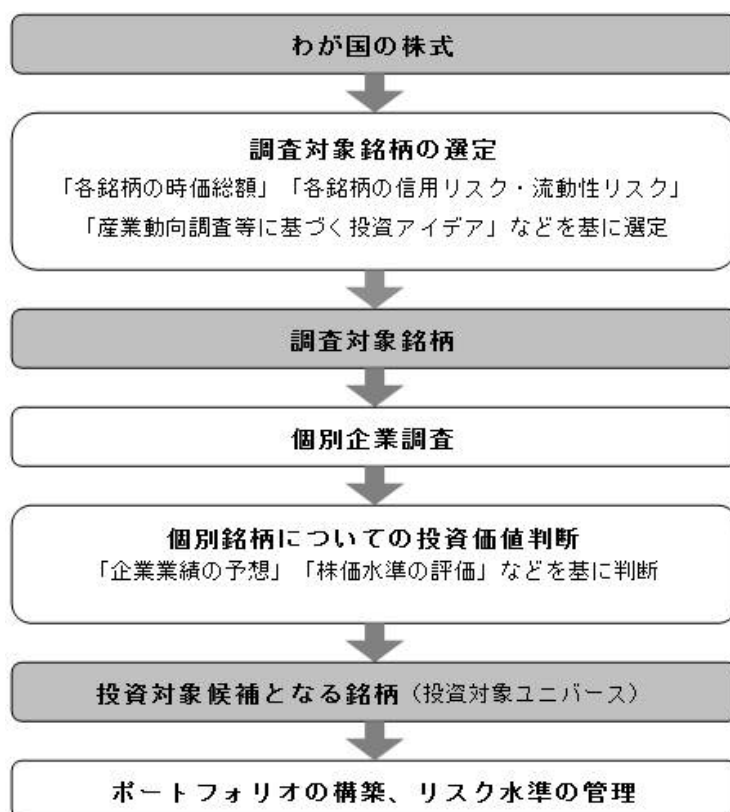 わが国の株式
調査対象銘柄の選定
「各銘柄の時価総額」「各銘柄の信用リスク・流動性リスク」
「産業動向調査等に基づく投資アイデア」などを基に選定
調査対象銘柄
個別企業調査
個別銘柄についての投資価値判断
「企業業績の予想」「株価水準の評価」などを基に判断
投資対象候補となる銘柄（投資対象ユニバース）
ポートフォリオの構築、リスク水準の管理